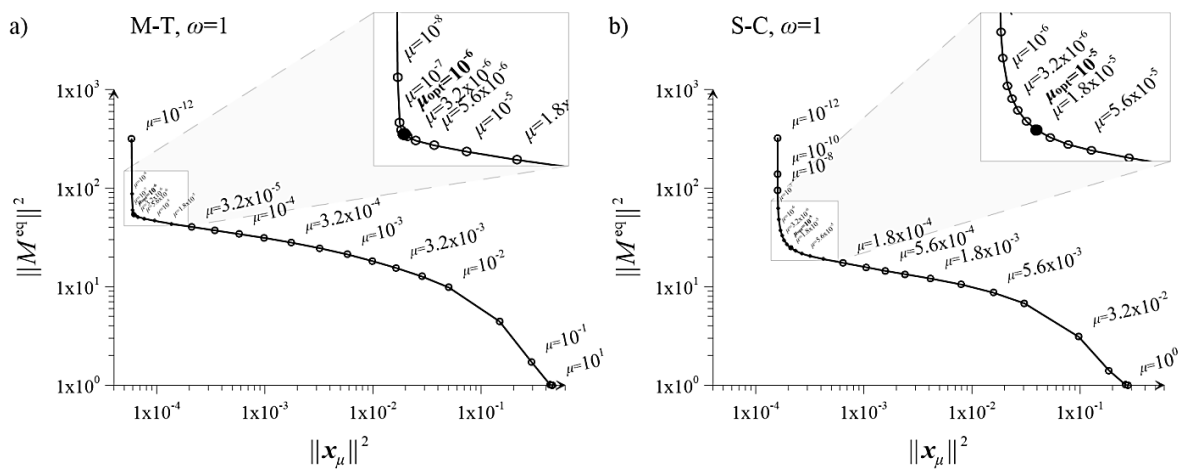 a)
M-T, ω=1
||M^eq||²
1x10³
1x10²
1x10¹
1x10⁰
1x10⁻⁴
1x10⁻³
1x10⁻²
1x10⁻¹
||x_μ||²
μ=10⁻¹²
μ=3.2x10⁻⁵
μ=10⁻⁴
μ=3.2x10⁻⁴
μ=10⁻³
μ=3.2x10⁻³
μ=10⁻²
μ=10⁻¹
μ=10¹
μ=10⁻⁸
μ=10⁻⁷
μopt=10⁻⁶
μ=3.2x10⁻⁶
μ=5.6x10⁻⁶
μ=10⁻⁵
μ=1.8x
b)
S-C, ω=1
||M^eq||²
1x10³
1x10²
1x10¹
1x10⁰
1x10⁻⁴
1x10⁻³
1x10⁻²
1x10⁻¹
||x_μ||²
μ=10⁻¹²
μ=10⁻¹⁰
μ=10⁻⁸
μ=1.8x10⁻⁴
μ=5.6x10⁻⁴
μ=1.8x10⁻³
μ=5.6x10⁻³
μ=3.2x10⁻²
μ=10⁰
μ=10⁻⁶
μ=3.2x10⁻⁶
μopt=10⁻⁵
μ=1.8x10⁻⁵
μ=5.6x10⁻⁵